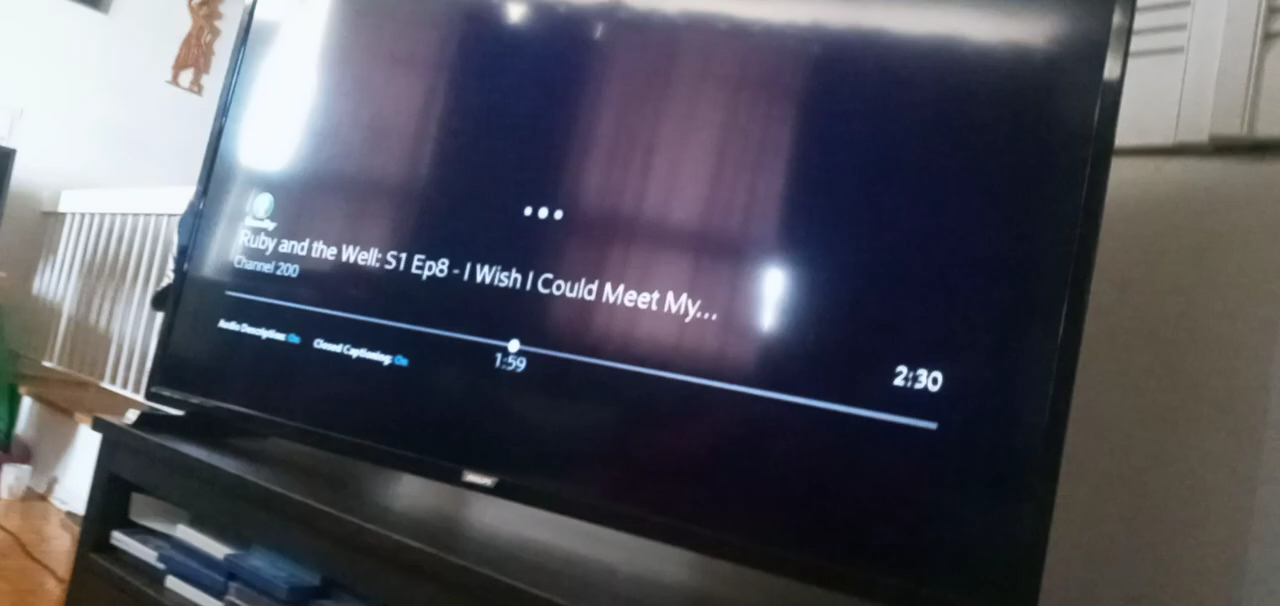 Ruby and the Well: S1 Ep8 - I Wish I Could Meet My...
Channel 200
Audio Description: On Closed Captioning: On
1:59
2:30